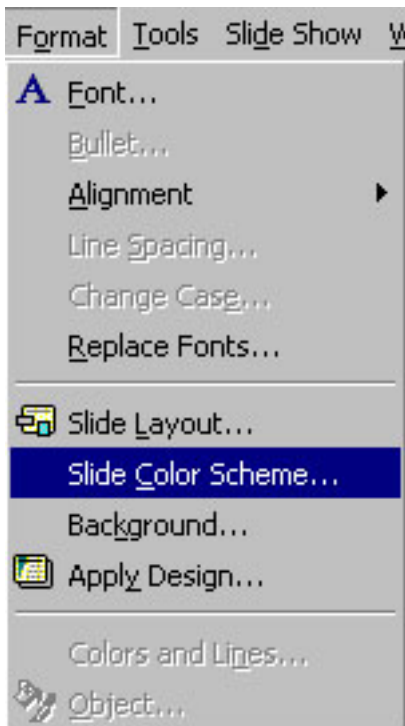 Format Tools Slide Show
Font...
Bullet...
Alignment
Line Spacing...
Change Case...
Replace Fonts...
Slide Layout...
Slide Color Scheme...
Background...
Apply Design...
Colors and Lines...
Object...